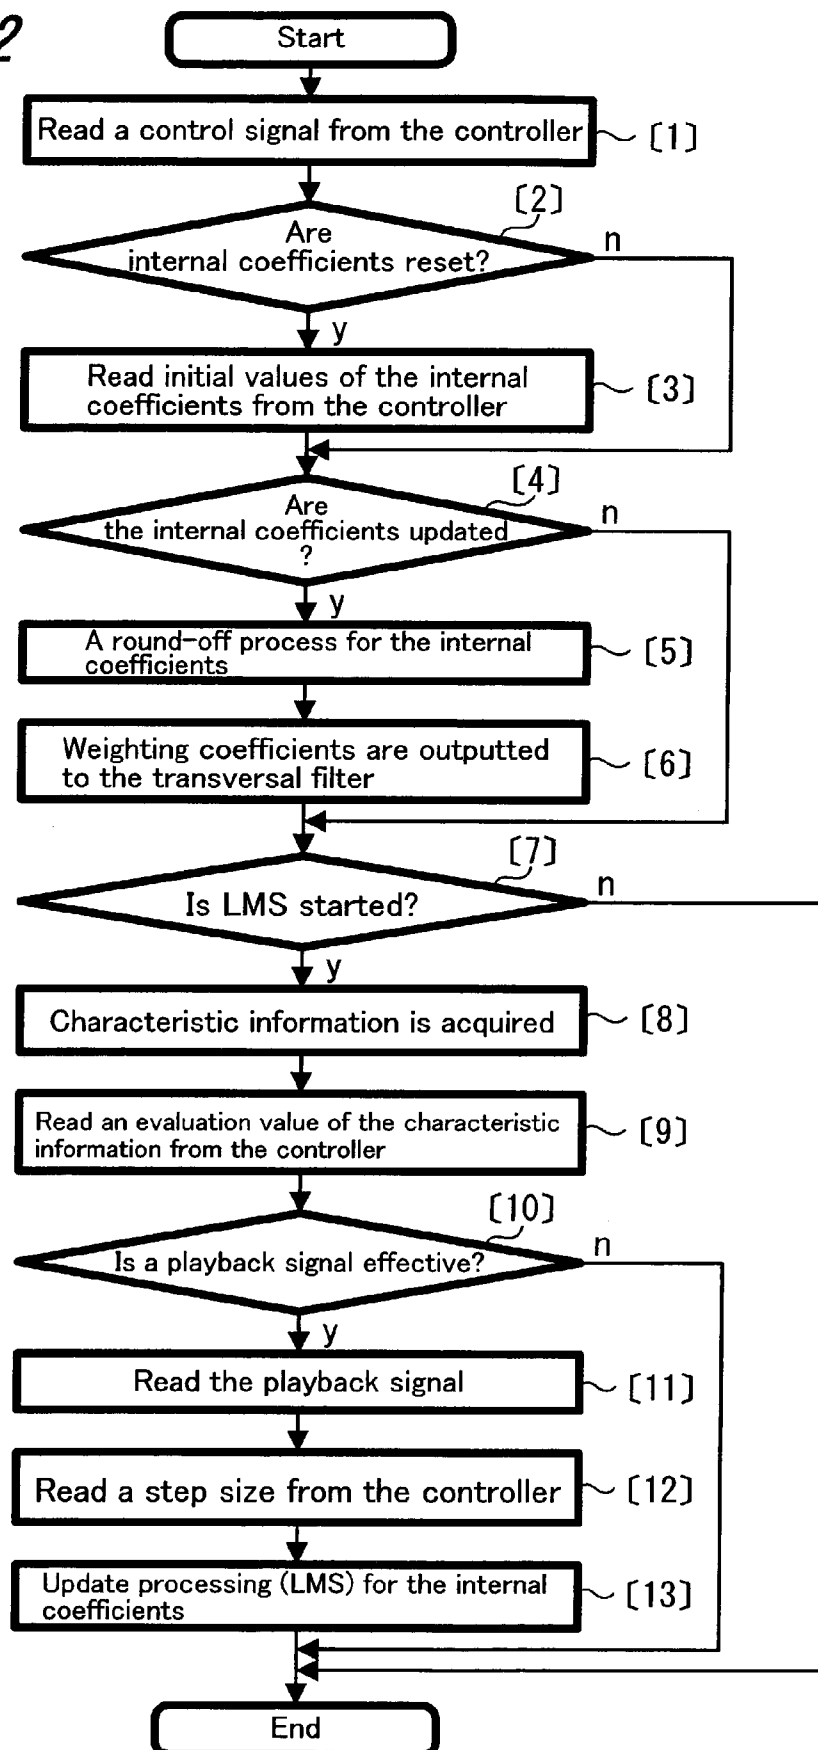 2
Start
Read a control signal from the controller
[1]
[2]
Are
internal coefficients reset?
n
y
Read initial values of the internal
coefficients from the controller
[3]
[4]
Are
the internal coefficients updated
?
n
y
A round-off process for the internal
coefficients
[5]
Weighting coefficients are outputted
to the transversal filter
[6]
[7]
Is LMS started?
n
y
Characteristic information is acquired
[8]
Read an evaluation value of the characteristic
information from the controller
[9]
[10]
Is a playback signal effective?
n
y
Read the playback signal
[11]
Read a step size from the controller
[12]
Update processing (LMS) for the internal
coefficients
[13]
End